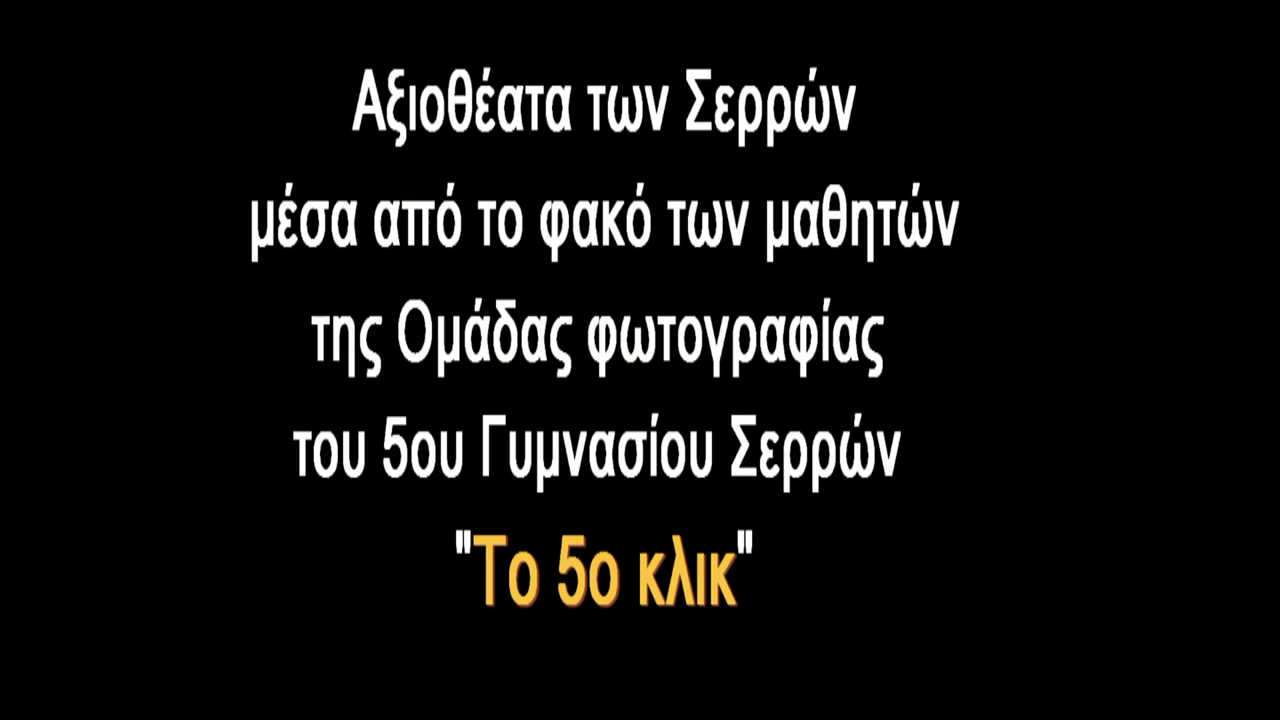 Αξιοθέατα των Σερρών
μέσα από το φακό των μαθητών
της Ομάδας φωτογραφίας
του 5ου Γυμνασίου Σερρών
"Το 5ο κλικ"